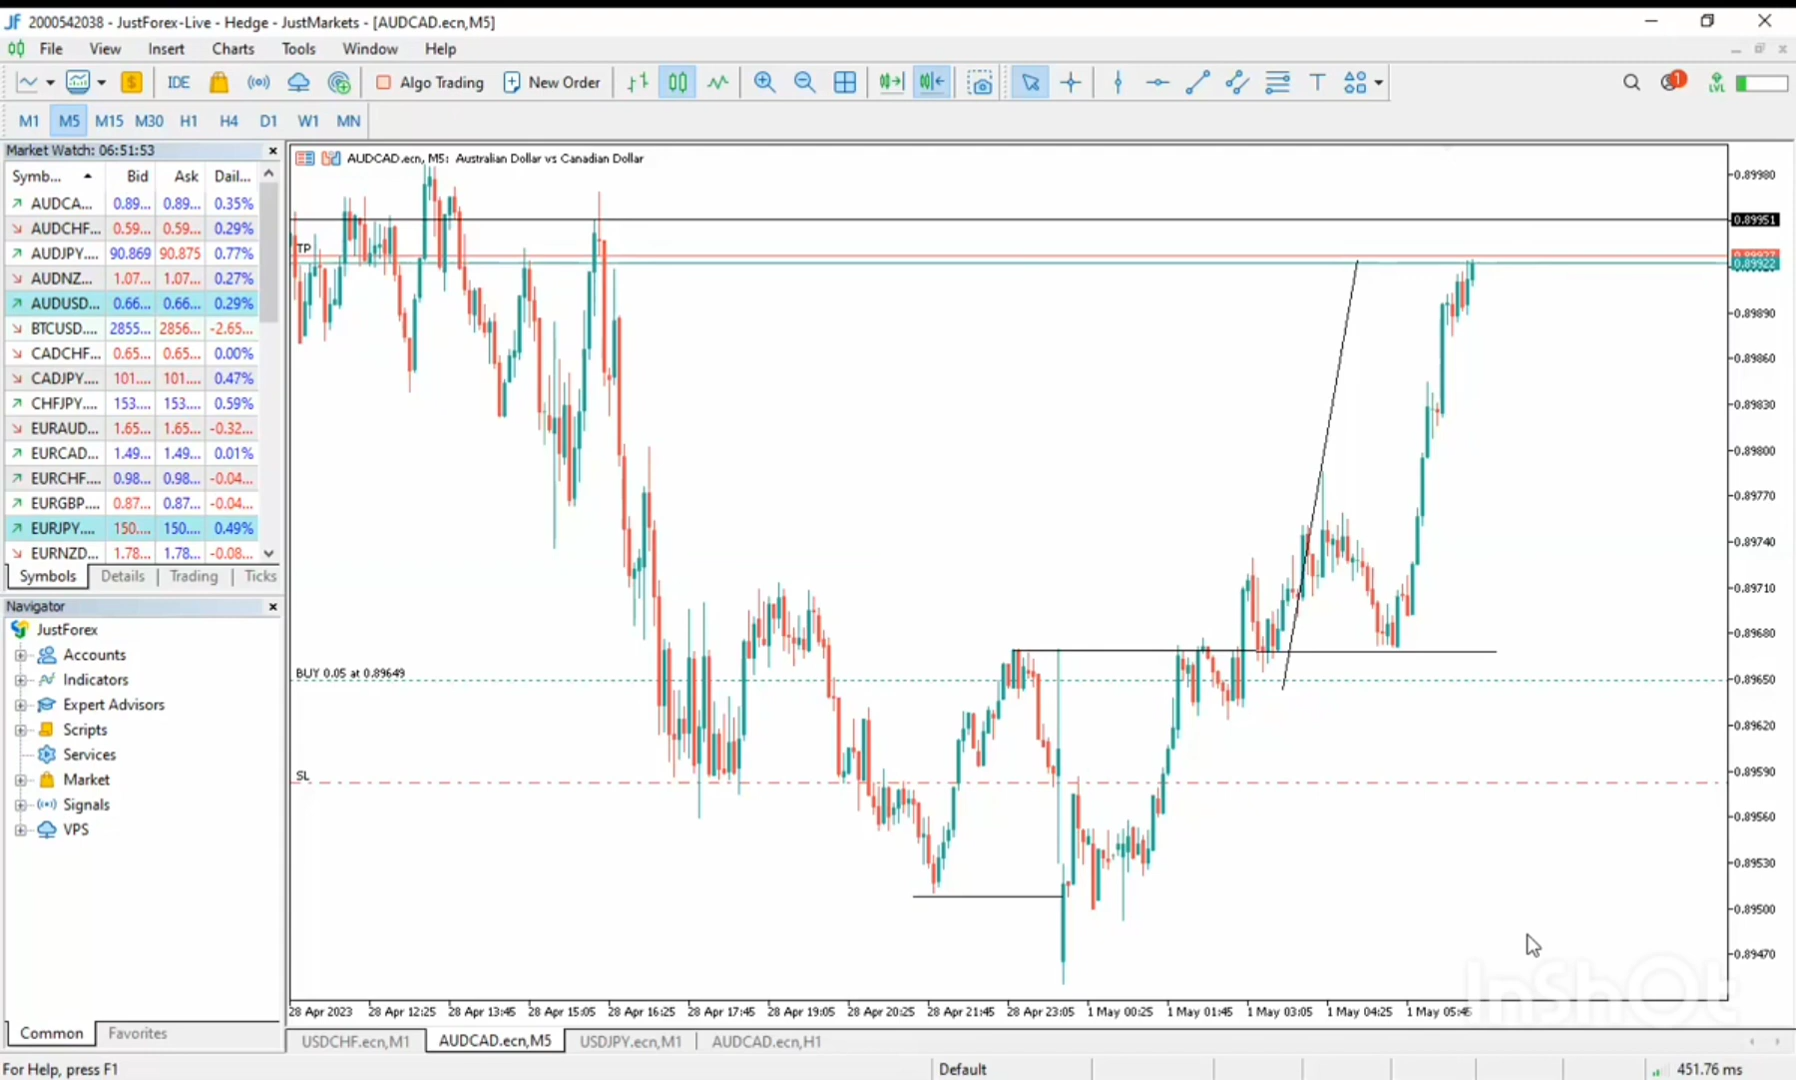 2000542038 - JustForex-Live - Hedge - JustMarkets - [AUDCAD.ecn,M5]
File View Insert Charts Tools Window Help
IDE Algo Trading New Order 1 LVL
M1 M5 M15 M30 H1 H4 D1 W1 MN
Market Watch: 06:51:53
Symb... Bid Ask Dail...
AUDCA... 0.89... 0.89... 0.35%
AUDCHF... 0.59... 0.59... 0.29%
AUDJPY.... 90.869 90.875 0.77%
AUDNZ... 1.07... 1.07... 0.27%
AUDUSD... 0.66... 0.66... 0.29%
BTCUSD.... 2855... 2856... -2.65...
CADCHF... 0.65... 0.65... 0.00%
CADJPY.... 101.... 101.... 0.47%
CHFJPY.... 153.... 153.... 0.59%
EURAUD... 1.65... 1.65... -0.32...
EURCAD... 1.49... 1.49... 0.01%
EURCHF... 0.98... 0.98... -0.04...
EURGBP.... 0.87... 0.87... -0.04...
EURJPY.... 150.... 150.... 0.49%
EURNZD... 1.78... 1.78... -0.08...
Symbols Details Trading Ticks
Navigator
JustForex
Accounts
Indicators
Expert Advisors
Scripts
Services
Market
Signals
VPS
Common Favorites
AUDCAD.ecn, M5: Australian Dollar vs Canadian Dollar
TP
BUY 0.05 at 0.89649
SL
0.89980
0.89951
0.89922
0.89890
0.89860
0.89830
0.89800
0.89770
0.89740
0.89710
0.89680
0.89650
0.89620
0.89590
0.89560
0.89530
0.89500
0.89470
InShOt
28 Apr 2023 28 Apr 12:25 28 Apr 13:45 28 Apr 15:05 28 Apr 16:25 28 Apr 17:45 28 Apr 19:05 28 Apr 20:25 28 Apr 21:45 28 Apr 23:05 1 May 00:25 1 May 01:45 1 May 03:05 1 May 04:25 1 May 05:45
USDCHF.ecn,M1 AUDCAD.ecn,M5 USDJPY.ecn,M1 AUDCAD.ecn,H1
For Help, press F1 Default 451.76 ms